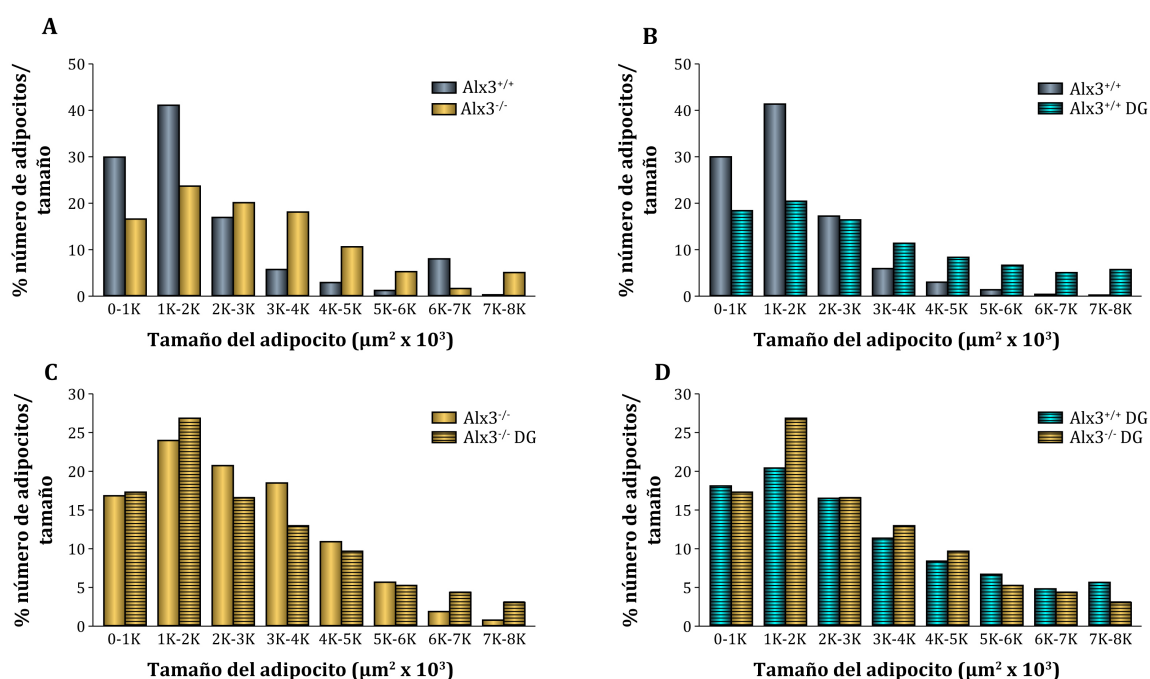 A
% número de adipocitos/
tamaño
50
40
30
20
10
0
Alx3+/+
Alx3-/-
0-1K 1K-2K 2K-3K 3K-4K 4K-5K 5K-6K 6K-7K 7K-8K
Tamaño del adipocito (µm² x 10³)
B
% número de adipocitos/
tamaño
50
40
30
20
10
0
Alx3+/+
Alx3+/+ DG
0-1K 1K-2K 2K-3K 3K-4K 4K-5K 5K-6K 6K-7K 7K-8K
Tamaño del adipocito (µm² x 10³)
C
% número de adipocitos/
tamaño
30
25
20
15
10
5
0
Alx3-/-
Alx3-/- DG
0-1K 1K-2K 2K-3K 3K-4K 4K-5K 5K-6K 6K-7K 7K-8K
Tamaño del adipocito (µm² x 10³)
D
% número de adipocitos/
tamaño
30
25
20
15
10
5
0
Alx3+/+ DG
Alx3-/- DG
0-1K 1K-2K 2K-3K 3K-4K 4K-5K 5K-6K 6K-7K 7K-8K
Tamaño del adipocito (µm² x 10³)